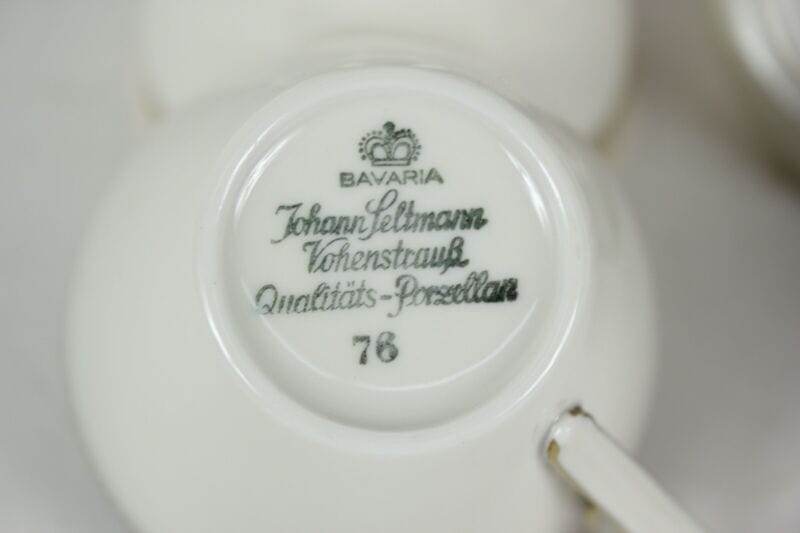 BAVARIA
Johann Seltmann
Vohenstrauß
Qualitäts-Porzellan
76